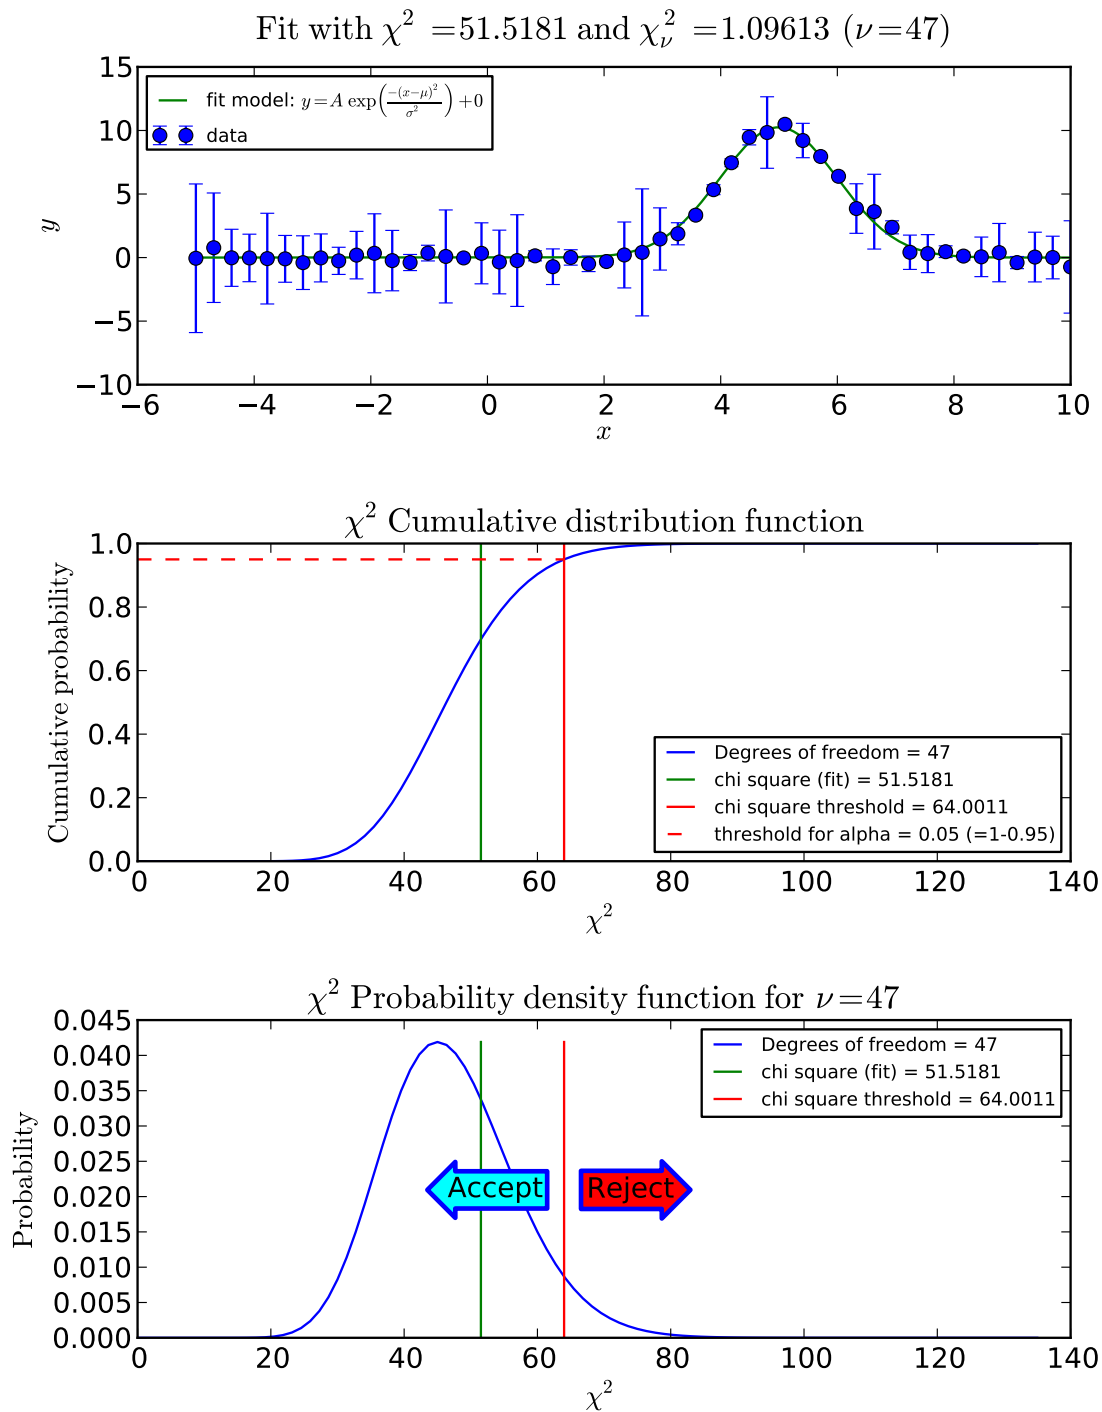 Fit with χ² =51.5181 and χ²_ν =1.09613 (ν=47)
15
10
5
0
−5
−10
y
fit model: y=A exp(−(x−μ)²/σ²)+0
data
−6 −4 −2 0 2 4 6 8 10
x
χ² Cumulative distribution function
1.0
0.8
0.6
0.4
0.2
0.0
Cumulative probability
Degrees of freedom = 47
chi square (fit) = 51.5181
chi square threshold = 64.0011
threshold for alpha = 0.05 (=1-0.95)
0 20 40 60 80 100 120 140
χ²
χ² Probability density function for ν=47
0.045
0.040
0.035
0.030
0.025
0.020
0.015
0.010
0.005
0.000
Probability
Degrees of freedom = 47
chi square (fit) = 51.5181
chi square threshold = 64.0011
Accept Reject
0 20 40 60 80 100 120 140
χ²